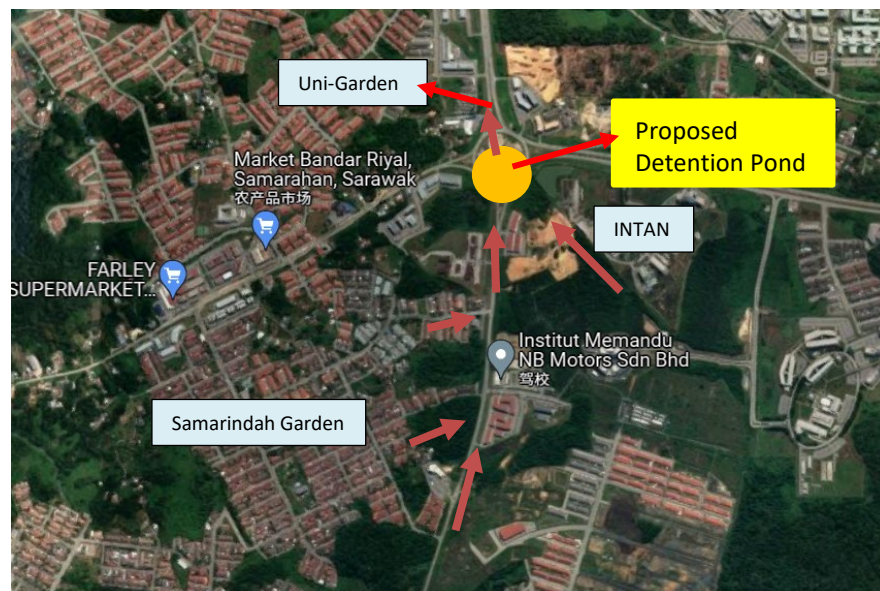 Uni-Garden
Proposed
Detention Pond
Market Bandar Riyal,
Samarahan, Sarawak
农产品市场
INTAN
FARLEY
SUPERMARKET...
Institut Memandu
NB Motors Sdn Bhd
驾校
Samarindah Garden